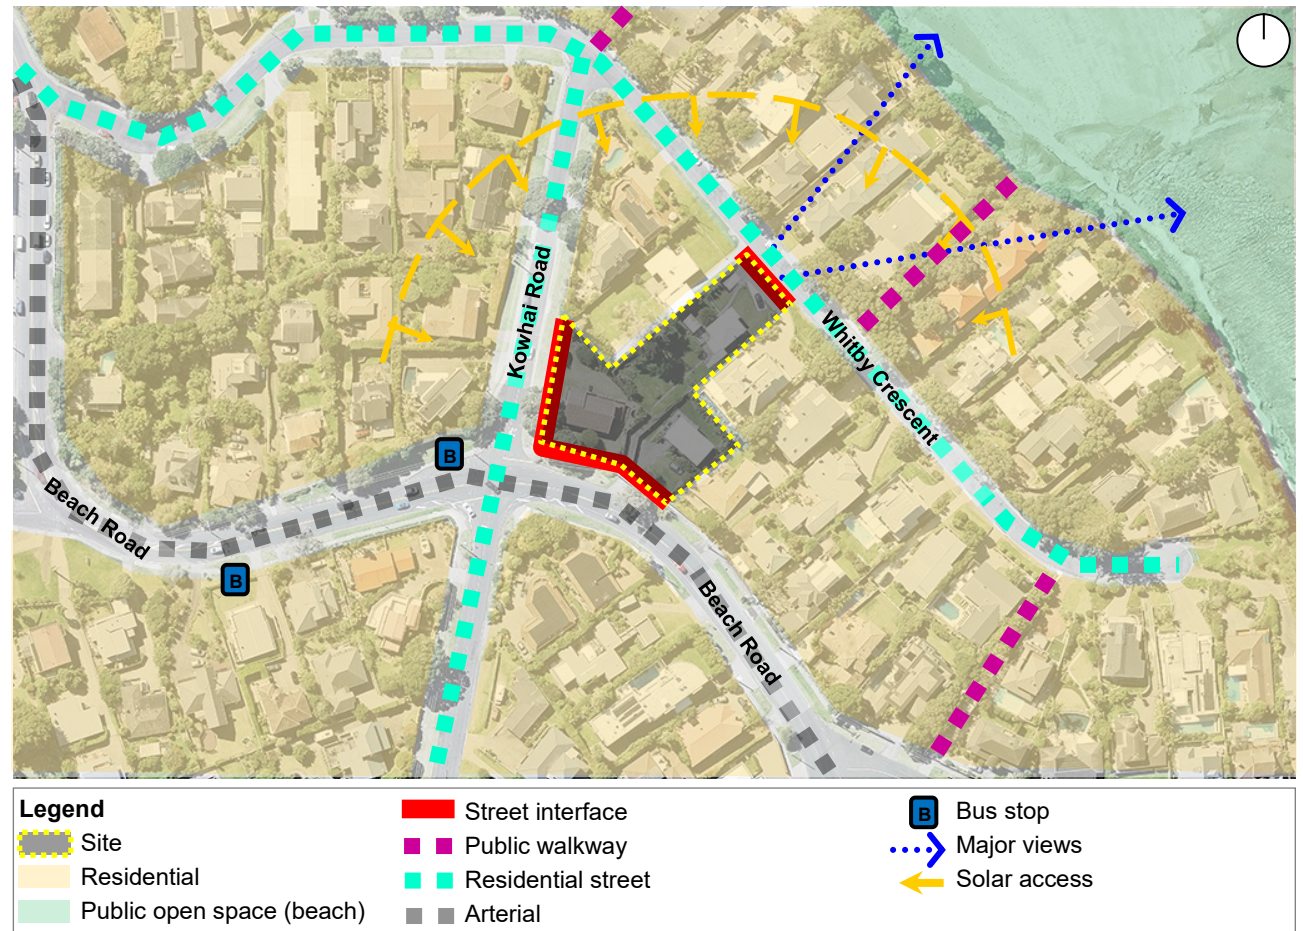 Kowhai Road
Whitby Crescent
B
Beach Road
B
Beach Road
Legend
Site
Residential
Public open space (beach)
Street interface
Public walkway
Residential street
Arterial
B
Bus stop
Major views
Solar access